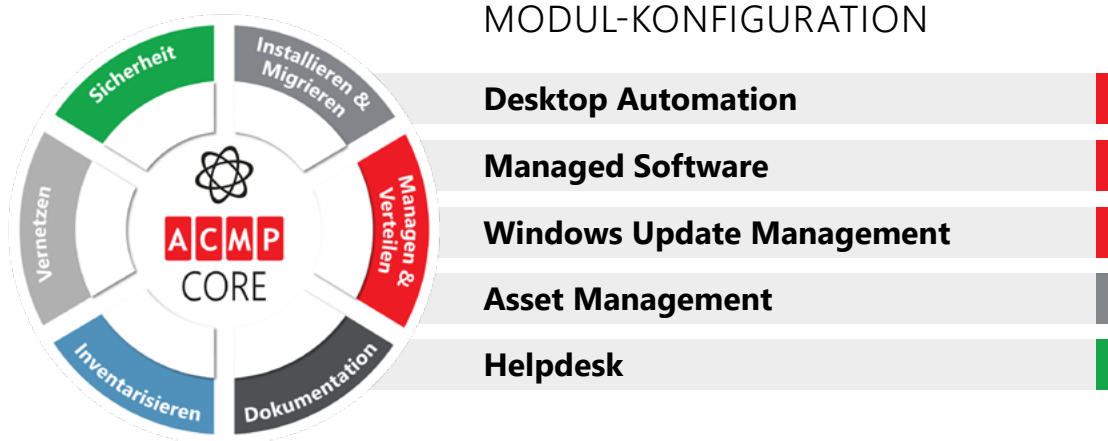 MODUL-KONFIGURATION
Sicherheit
Installieren &
Migrieren
Desktop Automation
Managed Software
Vernetzen
ACMP
CORE
Managen &
Verteilen
Windows Update Management
Asset Management
Inventarisieren
Dokumentation
Helpdesk